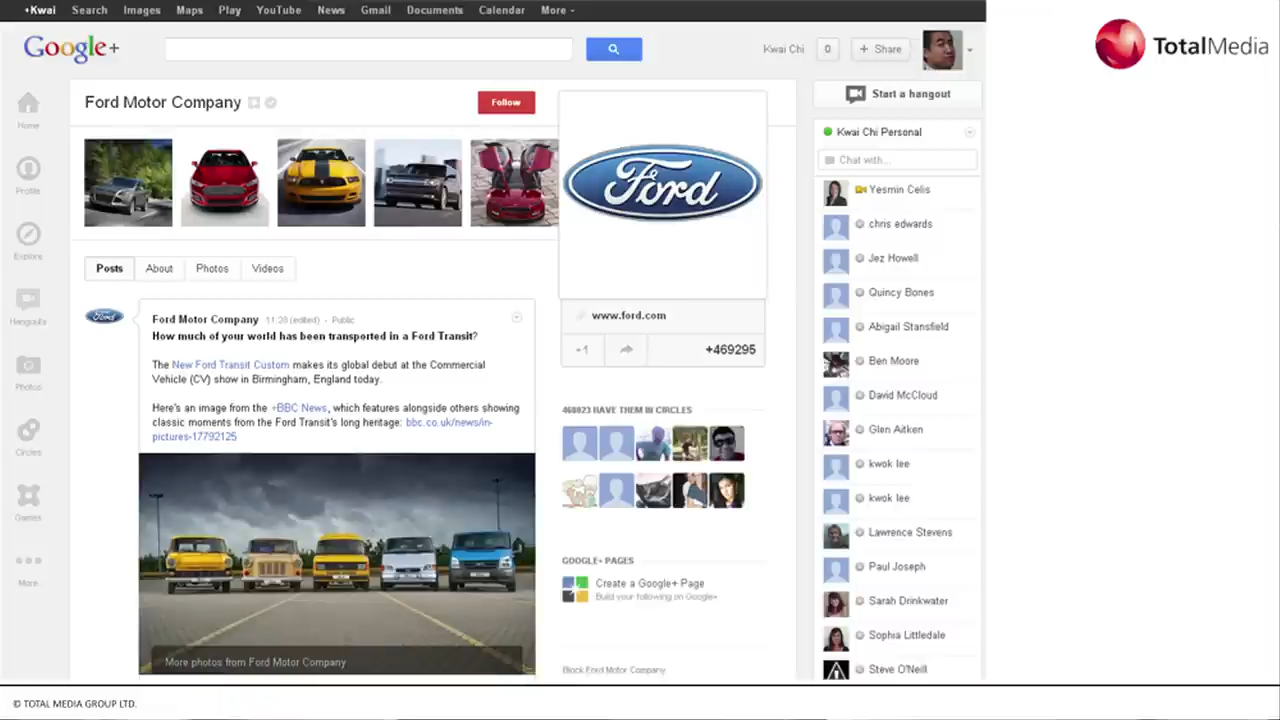 +Kwai Search Images Maps Play YouTube News Gmail Documents Calendar More
Google+
Kwai Chi 0 + Share
TotalMedia
Ford Motor Company
Follow
Ford
Start a hangout
Kwai Chi Personal
Chat with...
Home
Profile
Explore
Hangouts
Photos
Circles
Games
More
Posts About Photos Videos
Ford Motor Company 11:28 (edited) - Public
How much of your world has been transported in a Ford Transit?
The New Ford Transit Custom makes its global debut at the Commercial
Vehicle (CV) show in Birmingham, England today.
Here's an image from the +BBC News, which features alongside others showing
classic moments from the Ford Transit's long heritage: bbc.co.uk/news/in-
pictures-17792125
More photos from Ford Motor Company
www.ford.com
+1
+469295
468823 HAVE THEM IN CIRCLES
GOOGLE+ PAGES
Create a Google+ Page
Build your following on Google+
Block Ford Motor Company
Yesmin Celis
chris edwards
Jez Howell
Quincy Bones
Abigail Stansfield
Ben Moore
David McCloud
Glen Aitken
kwok lee
kwok lee
Lawrence Stevens
Paul Joseph
Sarah Drinkwater
Sophia Littledale
Steve O'Neill
© TOTAL MEDIA GROUP LTD.